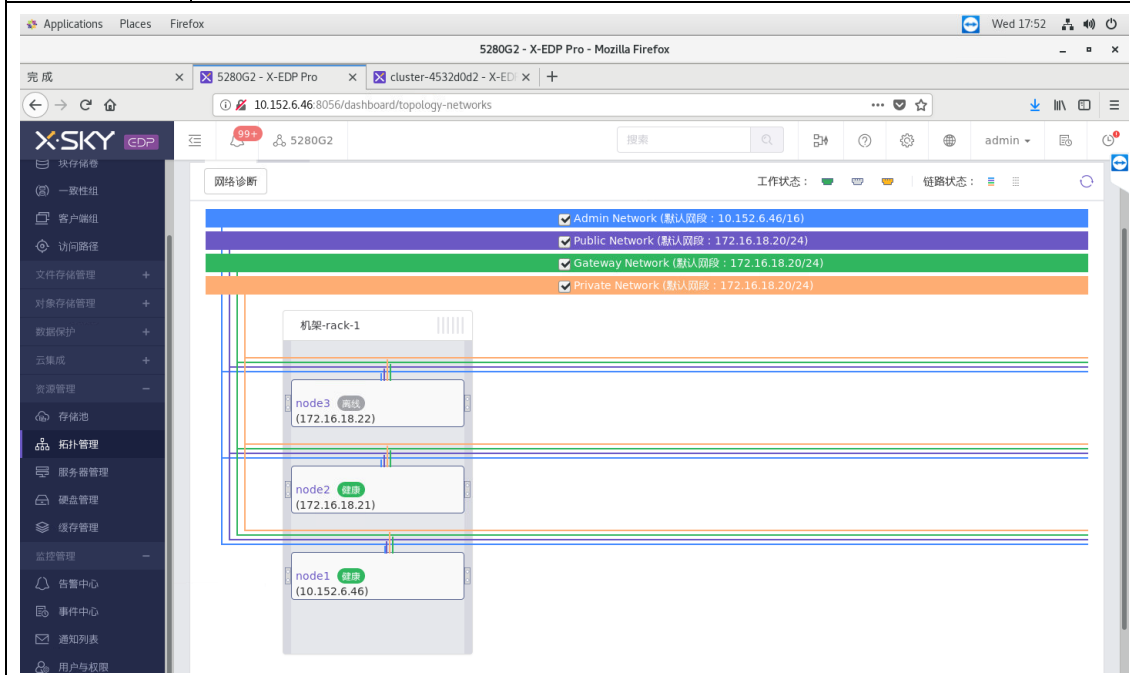 Applications Places Firefox Wed 17:52
5280G2 - X-EDP Pro - Mozilla Firefox
完成 5280G2 - X-EDP Pro cluster-4532d0d2 - X-ED
10.152.6.46:8056/dashboard/topology-networks
X·SKY EDP 99+ 5280G2 搜索 admin
块存储卷
网络诊断 工作状态： 链路状态：
一致性组
客户端组
访问路径
文件存储管理 +
对象存储管理 +
数据保护 +
云集成 +
资源管理 −
存储池
拓扑管理
服务器管理
硬盘管理
缓存管理
监控管理 −
告警中心
事件中心
通知列表
用户与权限
Admin Network (默认网段：10.152.6.46/16)
Public Network (默认网段：172.16.18.20/24)
Gateway Network (默认网段：172.16.18.20/24)
Private Network (默认网段：172.16.18.20/24)
机架-rack-1
node3 离线
(172.16.18.22)
node2 健康
(172.16.18.21)
node1 健康
(10.152.6.46)